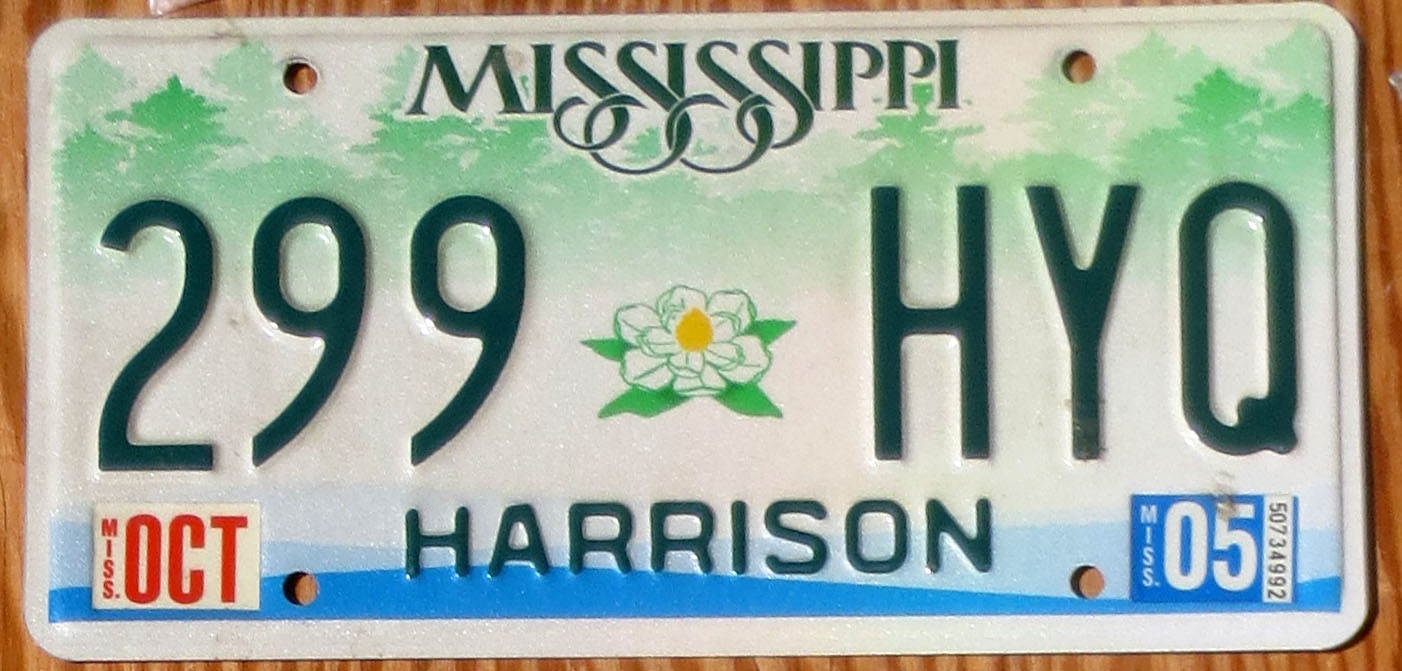 MISSISSIPPI
299 HYQ
HARRISON
MISS. OCT
MISS. 05 50734992